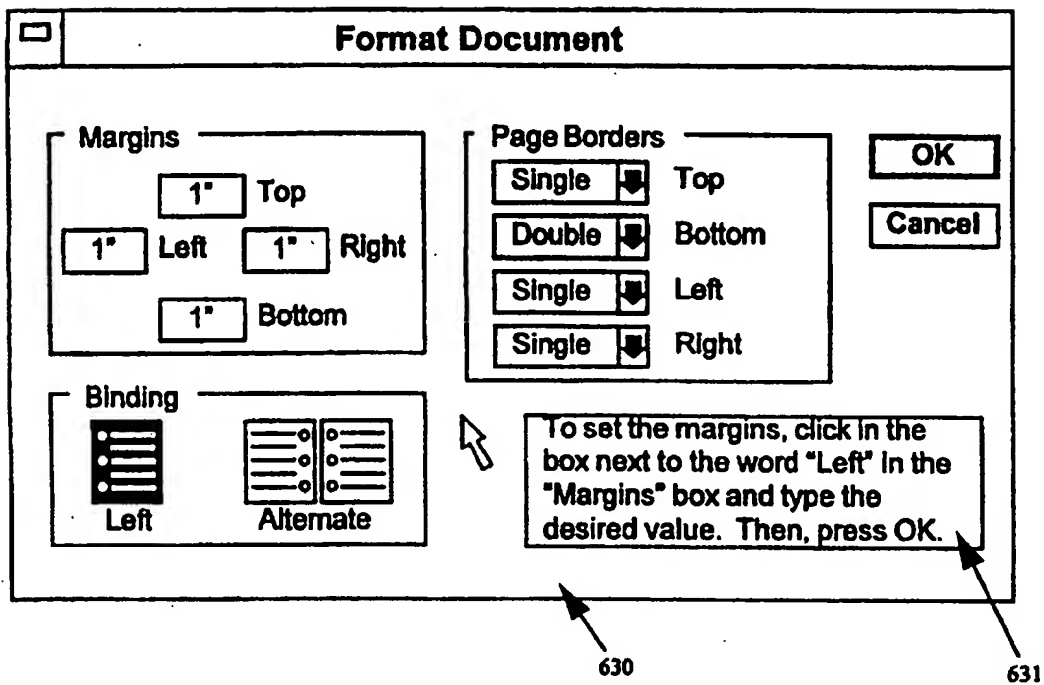 Format Document
Margins
1" Top
1" Left 1" Right
1" Bottom
Page Borders
Single Top
Double Bottom
Single Left
Single Right
OK
Cancel
Binding
Left Alternate
To set the margins, click in the
box next to the word "Left" in the
"Margins" box and type the
desired value. Then, press OK.
630
631